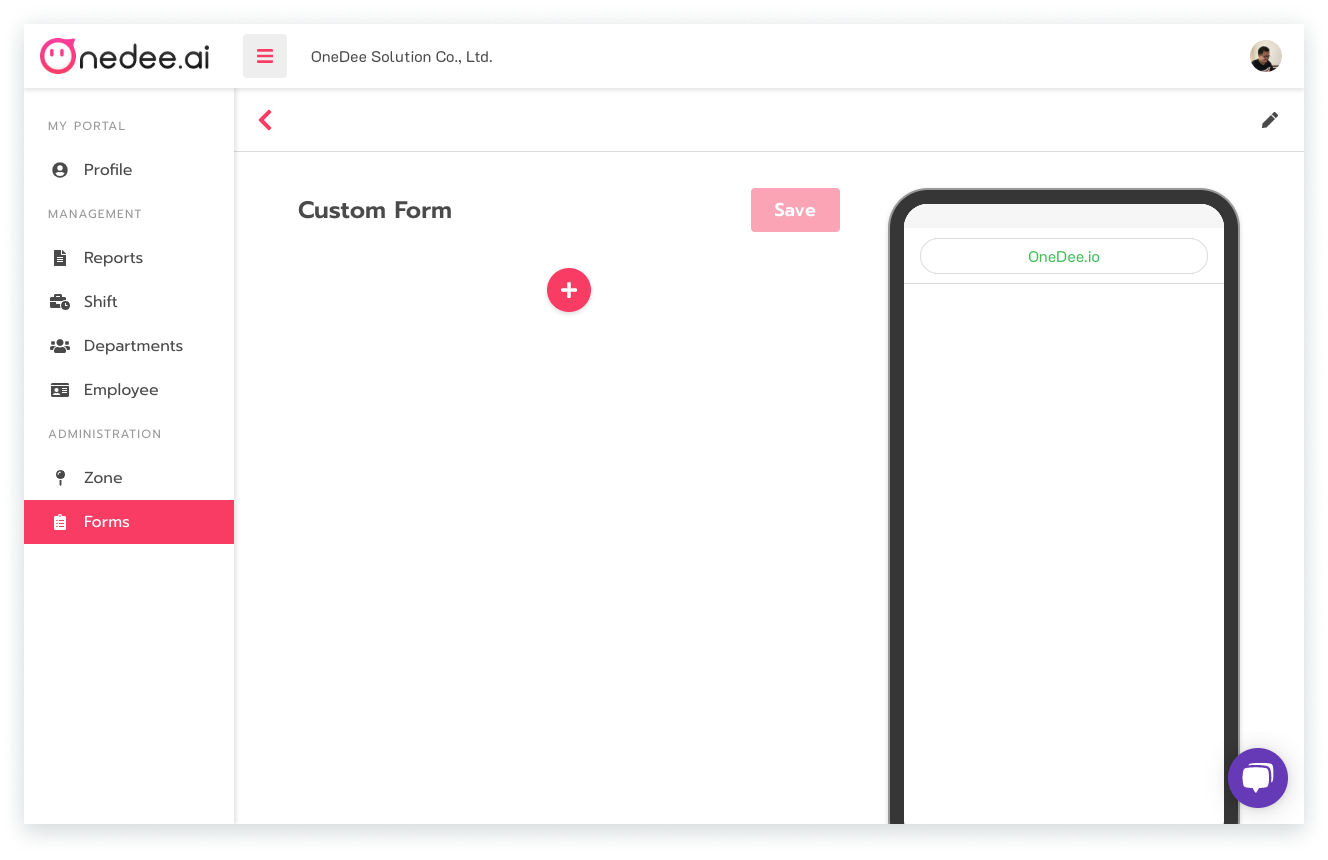 Onedee.ai
OneDee Solution Co., Ltd.
MY PORTAL
Profile
MANAGEMENT
Reports
Shift
Departments
Employee
ADMINISTRATION
Zone
Forms
Custom Form
Save
OneDee.io